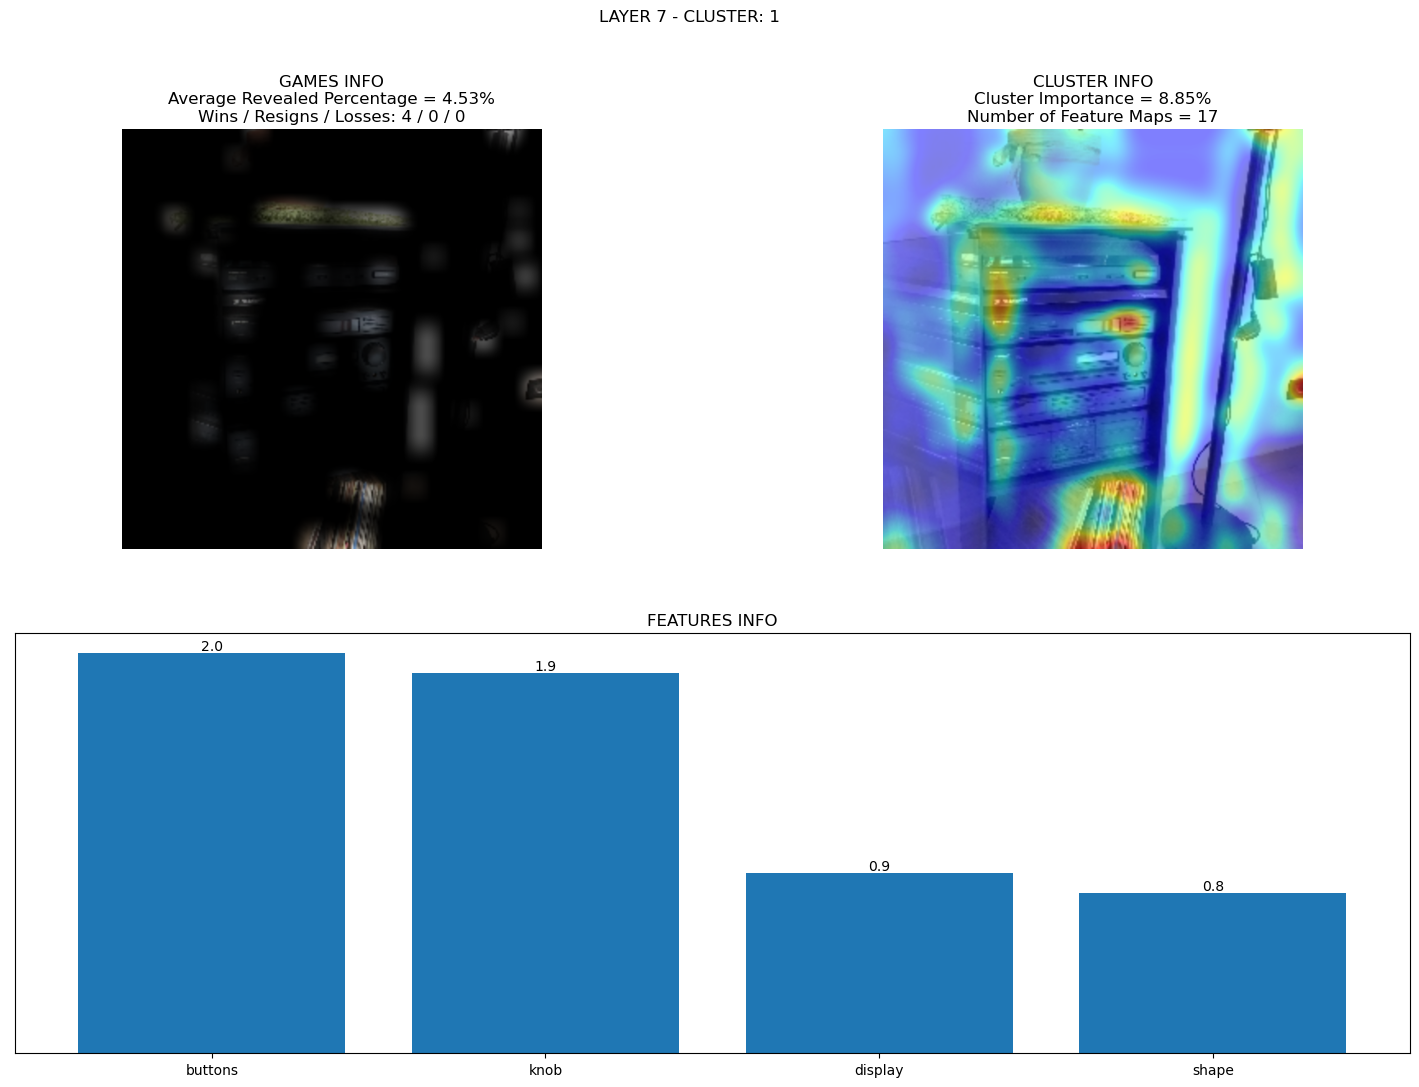 LAYER 7 - CLUSTER: 1
GAMES INFO
Average Revealed Percentage = 4.53%
Wins / Resigns / Losses: 4 / 0 / 0
CLUSTER INFO
Cluster Importance = 8.85%
Number of Feature Maps = 17
FEATURES INFO
2.0
1.9
0.9
0.8
buttons
knob
display
shape